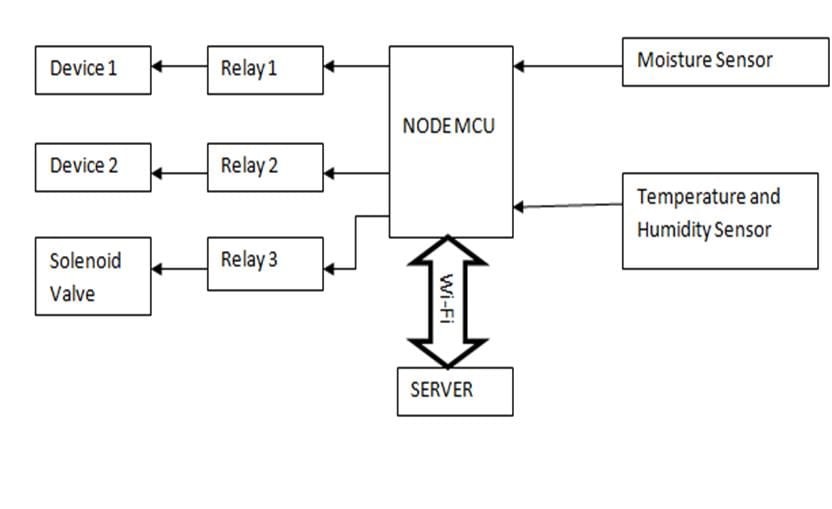 Device 1
Relay 1
NODE MCU
Moisture Sensor
Device 2
Relay 2
Temperature and
Humidity Sensor
Solenoid
Valve
Relay 3
Wi-Fi
SERVER